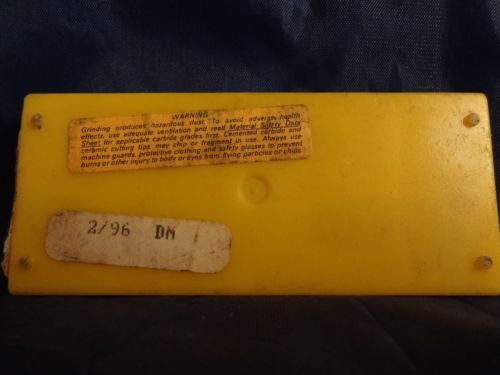 WARNING
Grinding produces hazardous dust. To avoid adverse health
effects, use adequate ventilation and read Material Safety Data
Sheet for applicable carbide grades first. Cemented carbide and
ceramic cutting tips may chip or fragment in use. Always use
machine guards, protective clothing and safety glasses to prevent
burns or other injury to body or eyes from flying particles or chips
2/96 DM